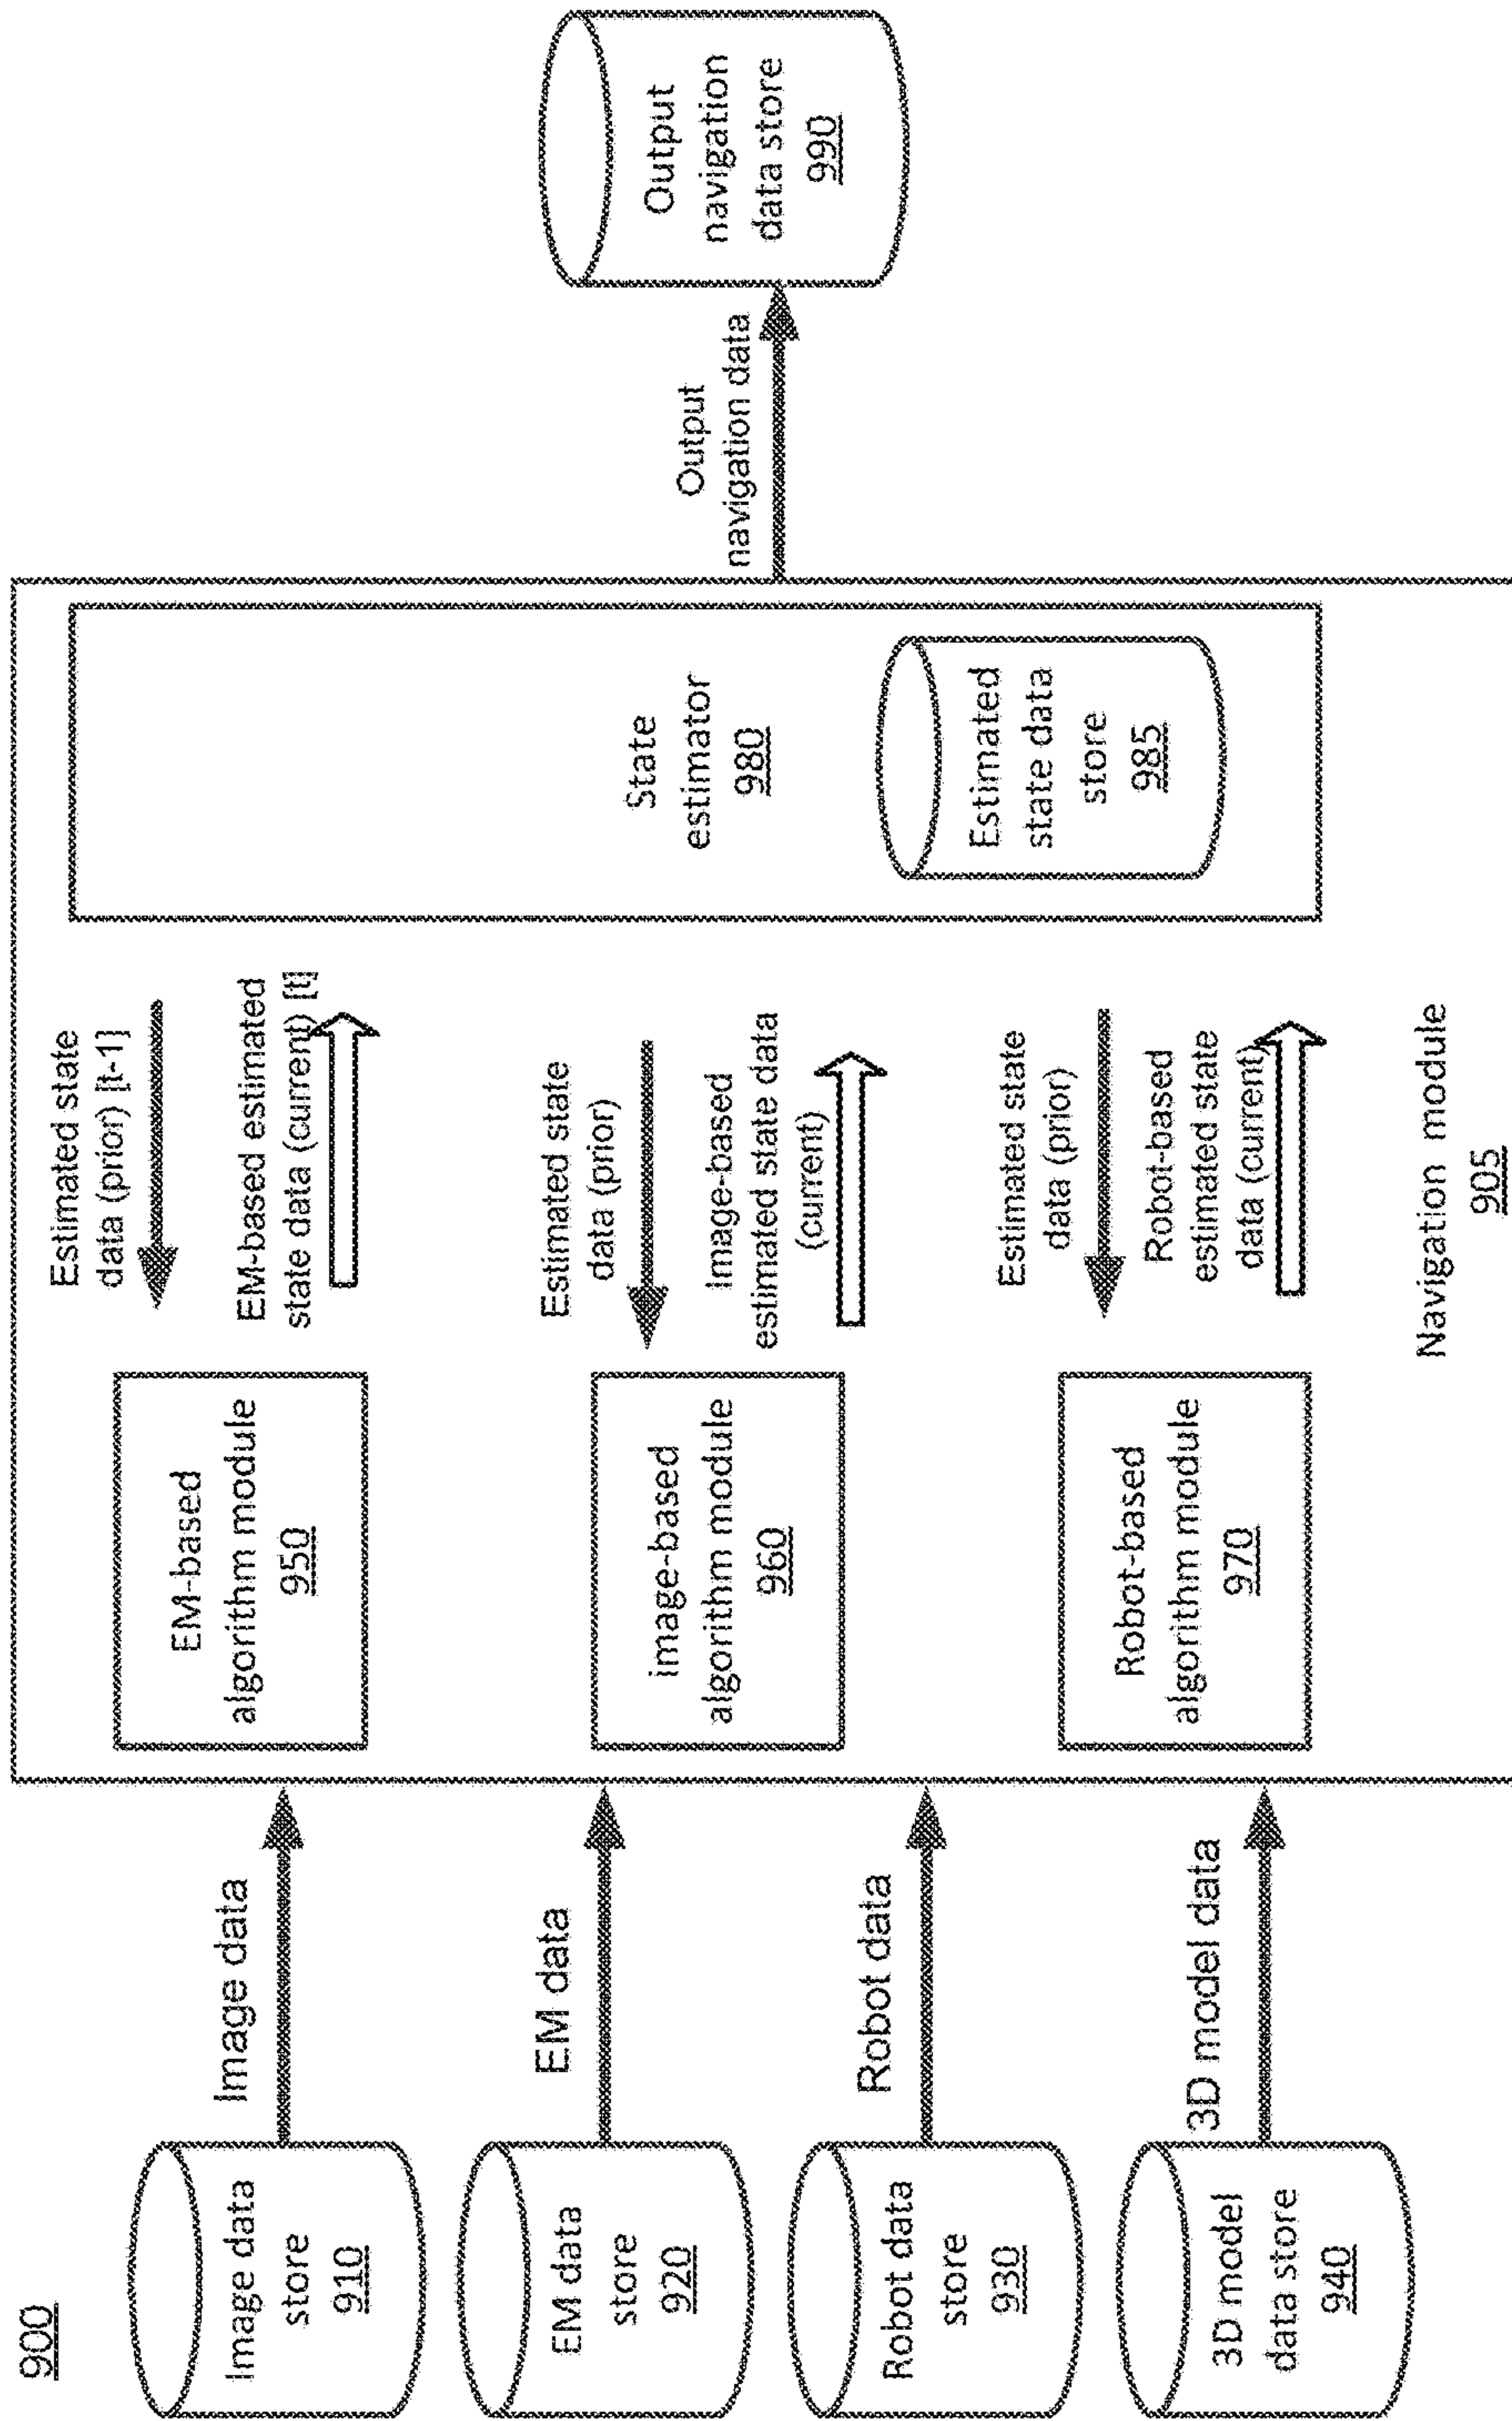 900
Image data
store
910
EM data
store
920
Robot data
store
930
3D model
data store
940
Image data
EM data
Robot data
3D model data
EM-based
algorithm module
950
image-based
algorithm module
960
Robot-based
algorithm module
970
Estimated state
data (prior) [t-1]
EM-based estimated
state data (current) [t]
Estimated state
data (prior)
Image-based
estimated state data
(current)
Estimated state
data (prior)
Robot-based
estimated state
data (current)
Navigation module
905
State
estimator
980
Estimated
state data
store
985
Output
navigation data
Output
navigation
data store
990